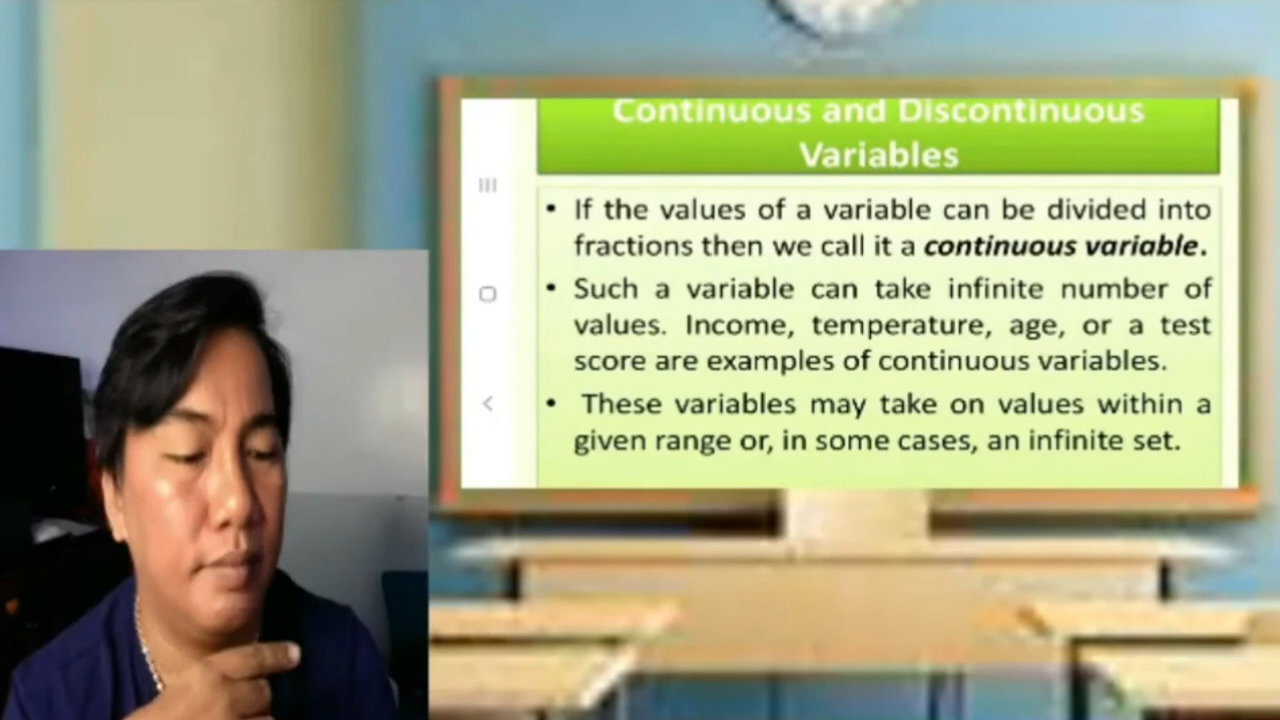 Continuous and Discontinuous
Variables
• If the values of a variable can be divided into
fractions then we call it a continuous variable.
• Such a variable can take infinite number of
values. Income, temperature, age, or a test
score are examples of continuous variables.
• These variables may take on values within a
given range or, in some cases, an infinite set.